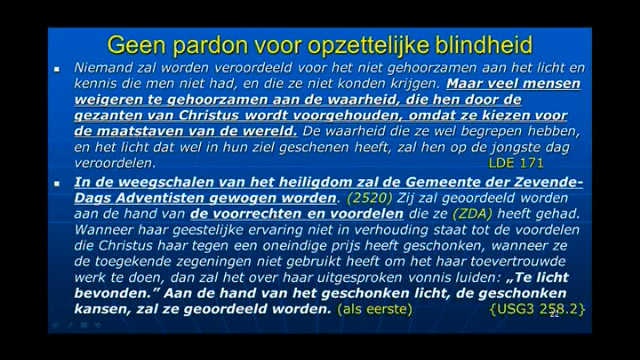 Geen pardon voor opzettelijke blindheid
Niemand zal worden veroordeeld voor het niet gehoorzamen aan het licht en
kennis die men niet had, en die ze niet konden krijgen. Maar veel mensen
weigeren te gehoorzamen aan de waarheid, die hen door de
gezanten van Christus wordt voorgehouden, omdat ze kiezen voor
de maatstaven van de wereld. De waarheid die ze wel begrepen hebben,
en het licht dat wel in hun ziel geschenen heeft, zal hen op de jongste dag
veroordelen. LDE 171
In de weegschalen van het heiligdom zal de Gemeente der Zevende-
Dags Adventisten gewogen worden. (2520) Zij zal geoordeeld worden
aan de hand van de voorrechten en voordelen die ze (ZDA) heeft gehad.
Wanneer haar geestelijke ervaring niet in verhouding staat tot de voordelen
die Christus haar tegen een oneindige prijs heeft geschonken, wanneer ze
de toegekende zegeningen niet gebruikt heeft om het haar toevertrouwde
werk te doen, dan zal het over haar uitgesproken vonnis luiden: „Te licht
bevonden.” Aan de hand van het geschonken licht, de geschonken
kansen, zal ze geoordeeld worden. (als eerste) {USG3 258.2}
22